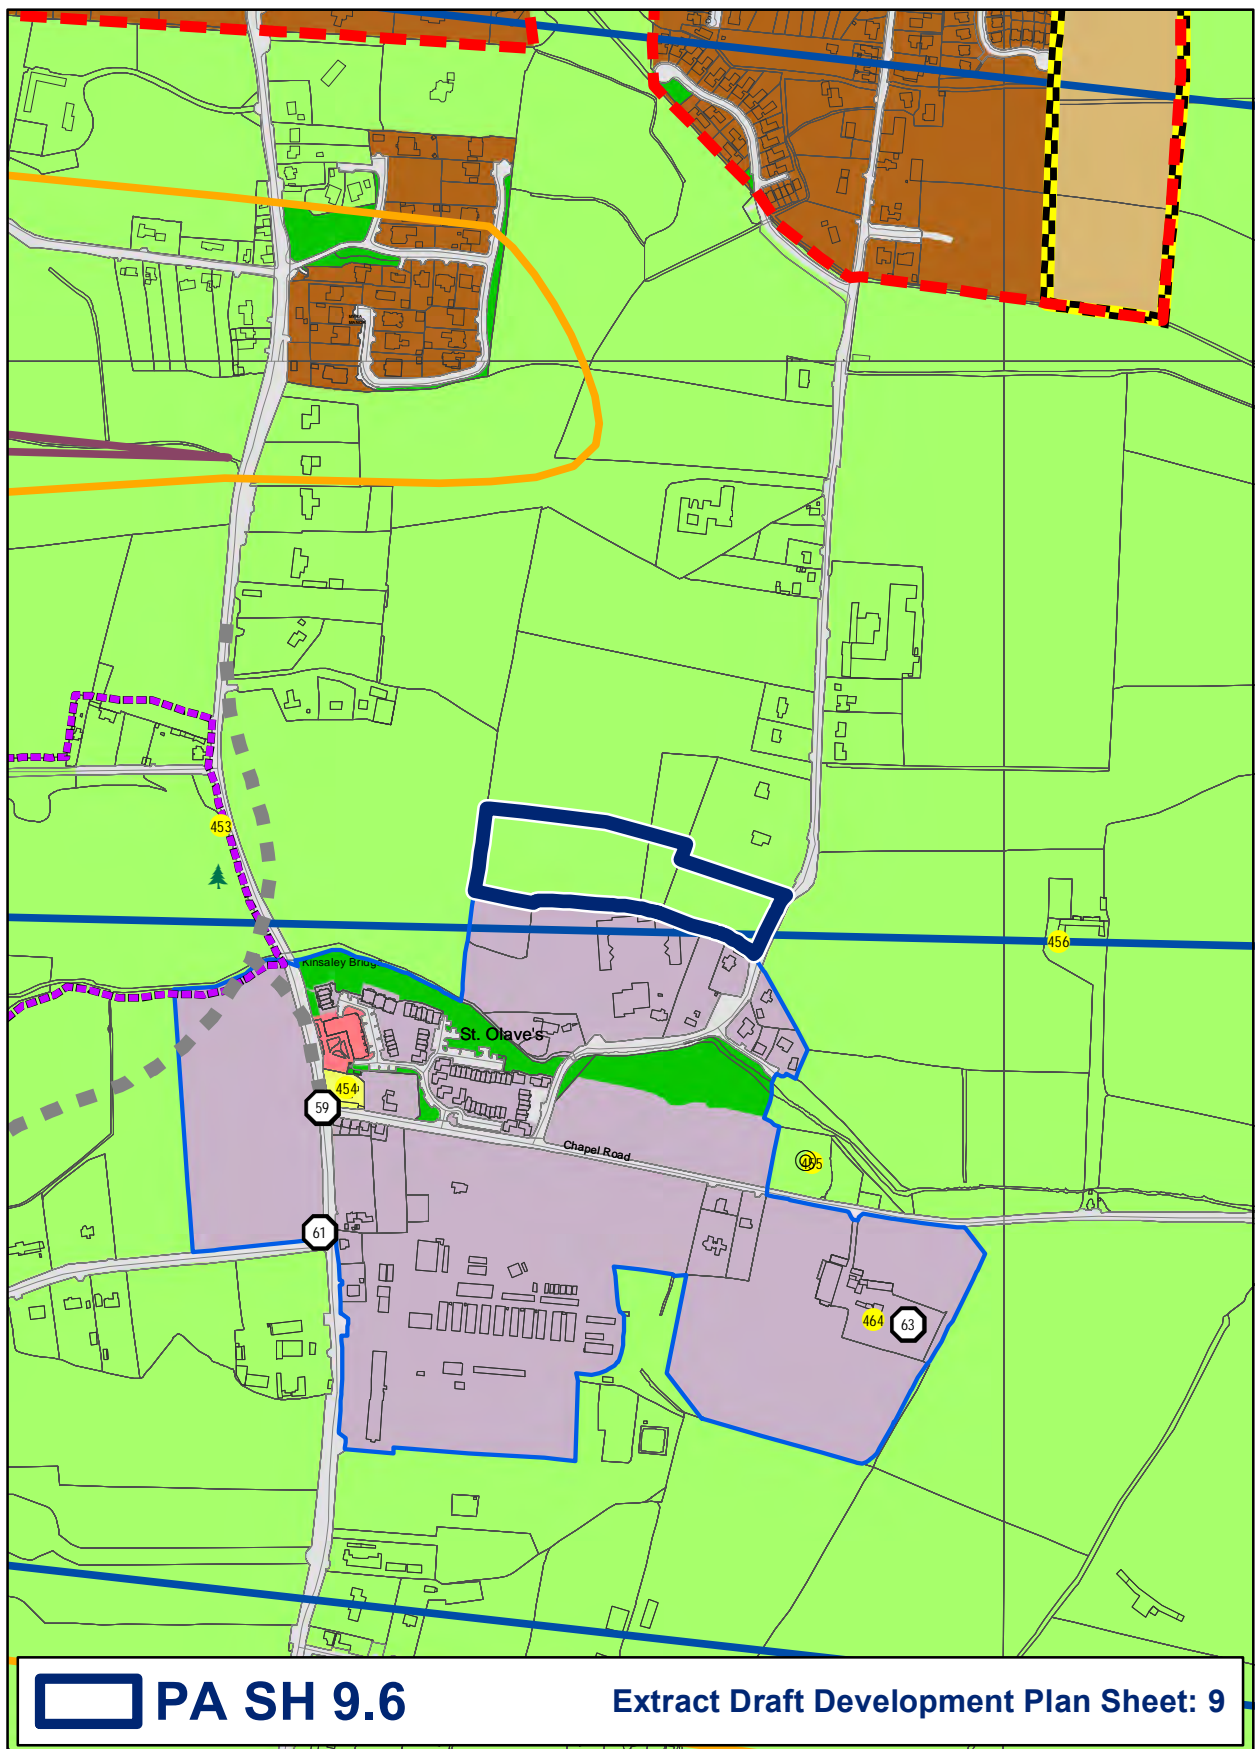 453
456
Kinsaley Bridg
St. Olave's
454
59
Chapel Road
455
61
464
63
PA SH 9.6
Extract Draft Development Plan Sheet: 9